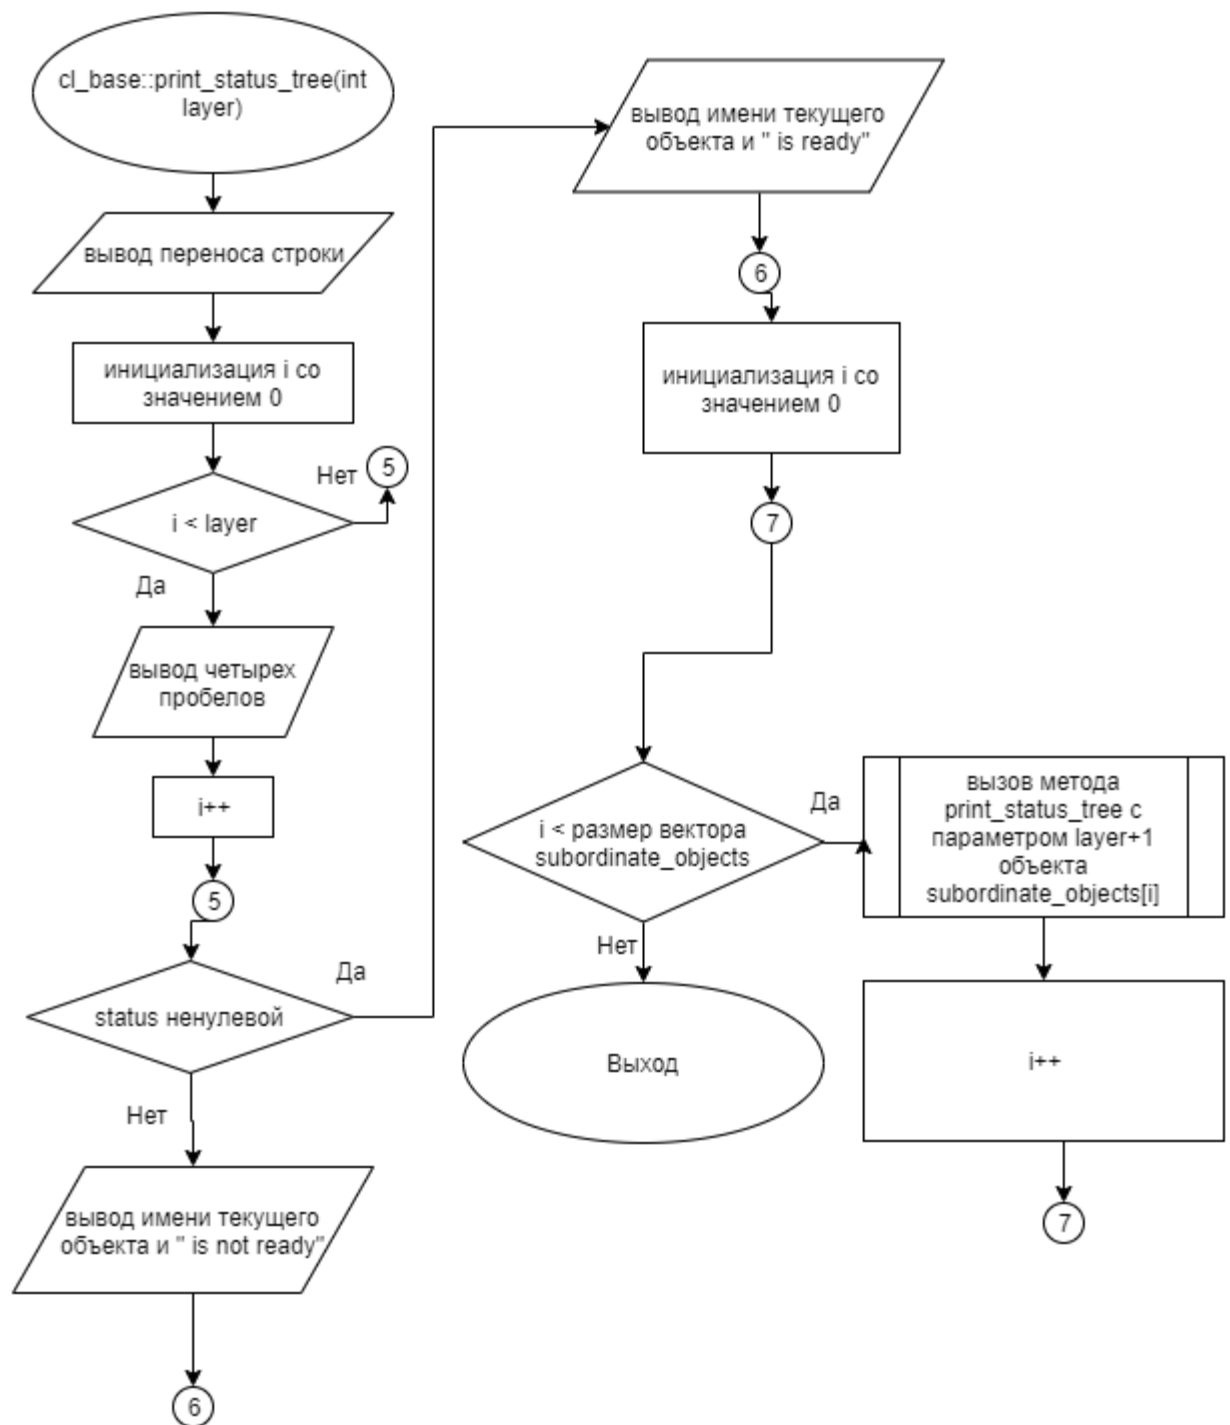 cl_base::print_status_tree(int
layer)
вывод переноса строки
инициализация i со
значением 0
Нет
5
i < layer
Да
вывод четырех
пробелов
i++
5
Да
status ненулевой
Нет
вывод имени текущего
объекта и " is not ready"
6
вывод имени текущего
объекта и " is ready"
6
инициализация i со
значением 0
7
i < размер вектора
subordinate_objects
Да
Нет
Выход
вызов метода
print_status_tree с
параметром layer+1
объекта
subordinate_objects[i]
i++
7